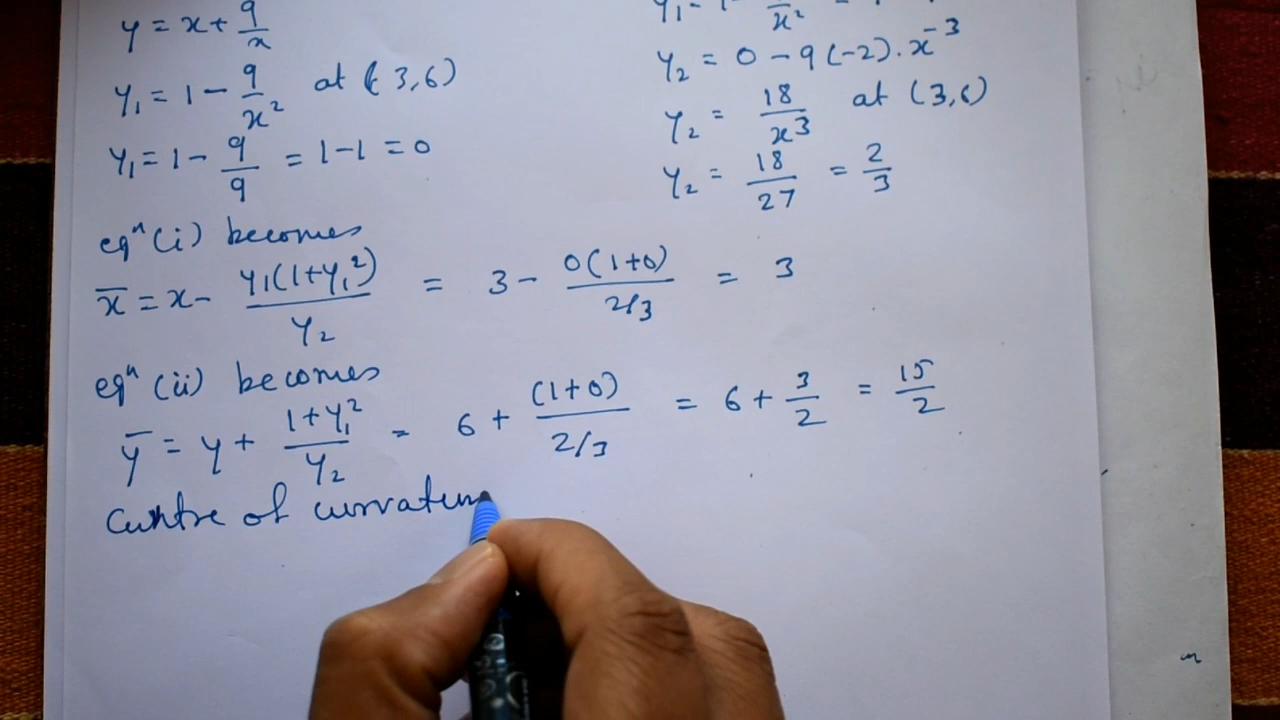 y = x + 9/x
y₁ = 1 - 9/x² at (3,6)
y₁ = 1 - 9/9 = 1-1 = 0
y₂ = 0 - 9(-2).x⁻³
y₂ = 18/x³ at (3,6)
y₂ = 18/27 = 2/3
eqⁿ (i) becomes
x̄ = x - y₁(1+y₁²)/y₂ = 3 - 0(1+0)/2/3 = 3
eqⁿ (ii) becomes
ȳ = y + 1+y₁²/y₂ = 6 + (1+0)/2/3 = 6 + 3/2 = 15/2
Centre of curvatur